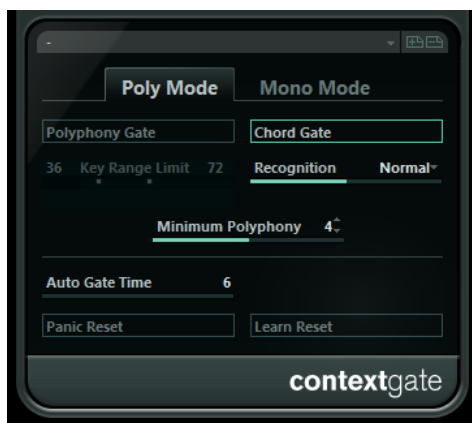 -
Poly Mode Mono Mode
Polyphony Gate Chord Gate
36 Key Range Limit 72 Recognition Normal
Minimum Polyphony 4
Auto Gate Time 6
Panic Reset Learn Reset
contextgate